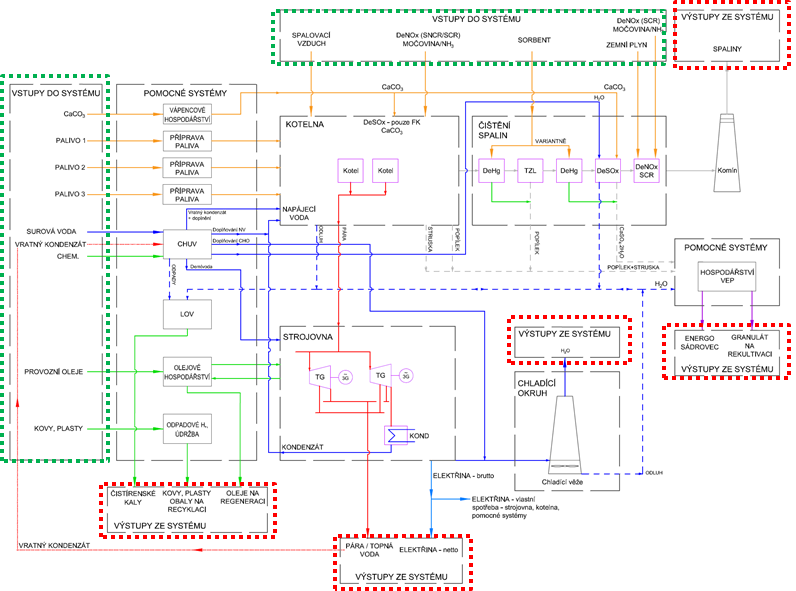 VSTUPY DO SYSTÉMU
SPALOVACÍ
VZDUCH
DeNOx (SNCR/SCR)
MOČOVINA/NH3
SORBENT
DeNOx (SCR)
MOČOVINA/NH3
ZEMNÍ PLYN
VÝSTUPY ZE SYSTÉMU
SPALINY
VSTUPY DO SYSTÉMU
CaCO3
PALIVO 1
PALIVO 2
PALIVO 3
SUROVÁ VODA
VRATNÝ KONDENZÁT
CHEM.
PROVOZNÍ OLEJE
KOVY, PLASTY
POMOCNÉ SYSTÉMY
VÁPENCOVÉ
HOSPODÁŘSTVÍ
PŘÍPRAVA
PALIVA
PŘÍPRAVA
PALIVA
PŘÍPRAVA
PALIVA
CHUV
ODPADY
LOV
OLEJOVÉ
HOSPODÁŘSTVÍ
ODPADOVÉ H.,
ÚDRŽBA
CaCO3
CaCO3
H2O
Vratný kondenzát
+ doplnění
Doplňování NV
Doplňování CHO
Demivoda
KOTELNA
DeSOx - pouze FK
CaCO3
Kotel
Kotel
NAPÁJECÍ
VODA
ODLUH
PÁRA
STRUSKA
POPÍLEK
ČIŠTĚNÍ
SPALIN
VARIANTNĚ
DeHg
TZL
DeHg
DeSOx
DeNOx
SCR
POPÍLEK
Komín
POPÍLEK+STRUSKA
H2O
POMOCNÉ SYSTÉMY
HOSPODÁŘSTVÍ
VEP
ENERGO
SÁDROVEC
GRANULÁT
NA
REKULTIVACI
VÝSTUPY ZE SYSTÉMU
STROJOVNA
TG
3G
TG
3G
KOND
KONDENZÁT
VÝSTUPY ZE SYSTÉMU
H2O
CHLADÍCÍ
OKRUH
Chladící věže
ODLUH
ELEKTŘINA - brutto
ELEKTŘINA - vlastní
spotřeba - strojovna, kotelna,
pomocné systémy
ČISTÍRENSKÉ
KALY
KOVY, PLASTY
OBALY NA
RECYKLACI
OLEJE NA
REGENERACI
VÝSTUPY ZE SYSTÉMU
VRATNÝ KONDENZÁT
PÁRA / TOPNÁ
VODA
ELEKTŘINA - netto
VÝSTUPY ZE SYSTÉMU